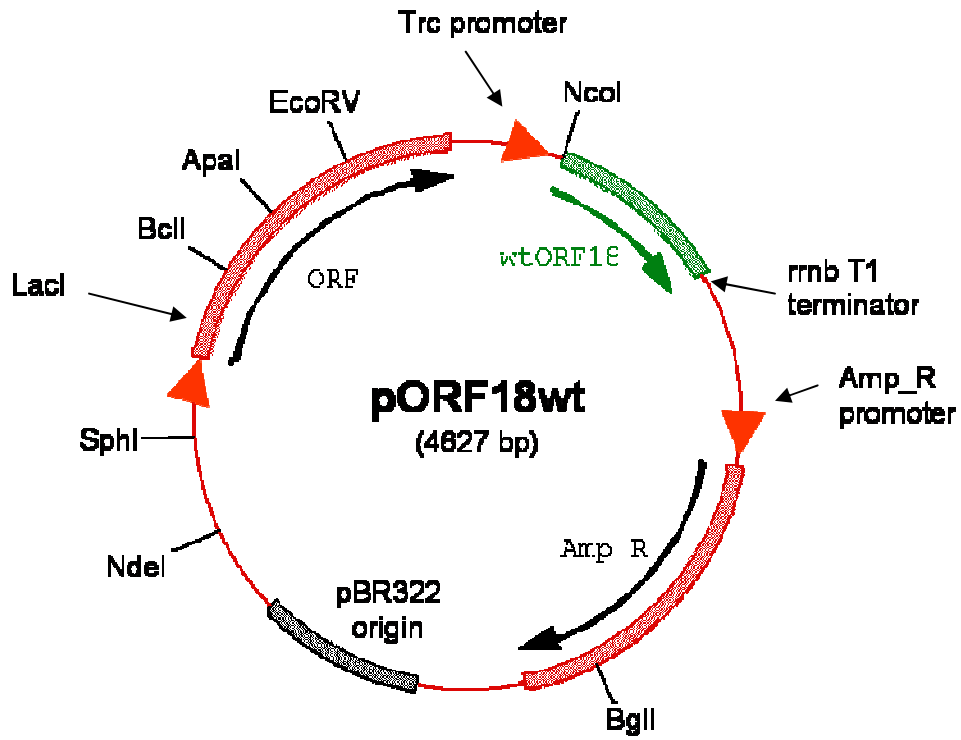 Trc promoter
NcoI
EcoRV
ApaI
BclI
LacI
ORF
wtORF18
rrnb T1
terminator
Amp_R
promoter
pORF18wt
(4627 bp)
SphI
NdeI
Amp R
pBR322
origin
BglI